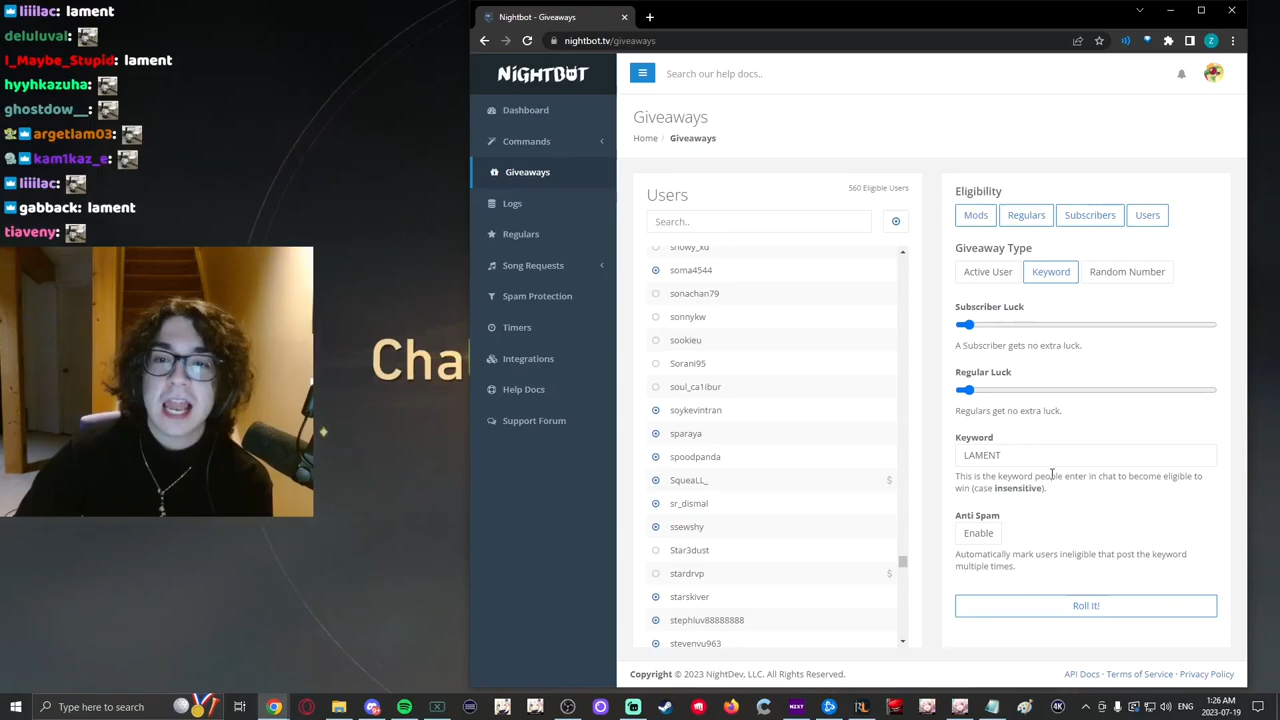 liiilac: lament
deluluval:
I_Maybe_Stupid: lament
hyyhkazuha:
ghostdow__:
argetlam03:
kam1kaz_e:
liiilac:
gabback: lament
tiaveny:
Cha
Nightbot - Giveaways
nightbot.tv/giveaways
NIGHTBOT
Search our help docs..
Dashboard
Commands
Giveaways
Logs
Regulars
Song Requests
Spam Protection
Timers
Integrations
Help Docs
Support Forum
Giveaways
Home / Giveaways
Users
560 Eligible Users
Search..
snowy_xd
soma4544
sonachan79
sonnykw
sookieu
Sorani95
soul_ca1ibur
soykevintran
sparaya
spoodpanda
SqueaLL_ $
sr_dismal
ssewshy
Star3dust
stardrvp $
starskiver
stephluv88888888
stevenvu963
Eligibility
Mods Regulars Subscribers Users
Giveaway Type
Active User Keyword Random Number
Subscriber Luck
A Subscriber gets no extra luck.
Regular Luck
Regulars get no extra luck.
Keyword
LAMENT
This is the keyword people enter in chat to become eligible to
win (case insensitive).
Anti Spam
Enable
Automatically mark users ineligible that post the keyword
multiple times.
Roll It!
Copyright © 2023 NightDev, LLC. All Rights Reserved.
API Docs · Terms of Service · Privacy Policy
Type here to search
ENG
1:26 AM
2023-07-19